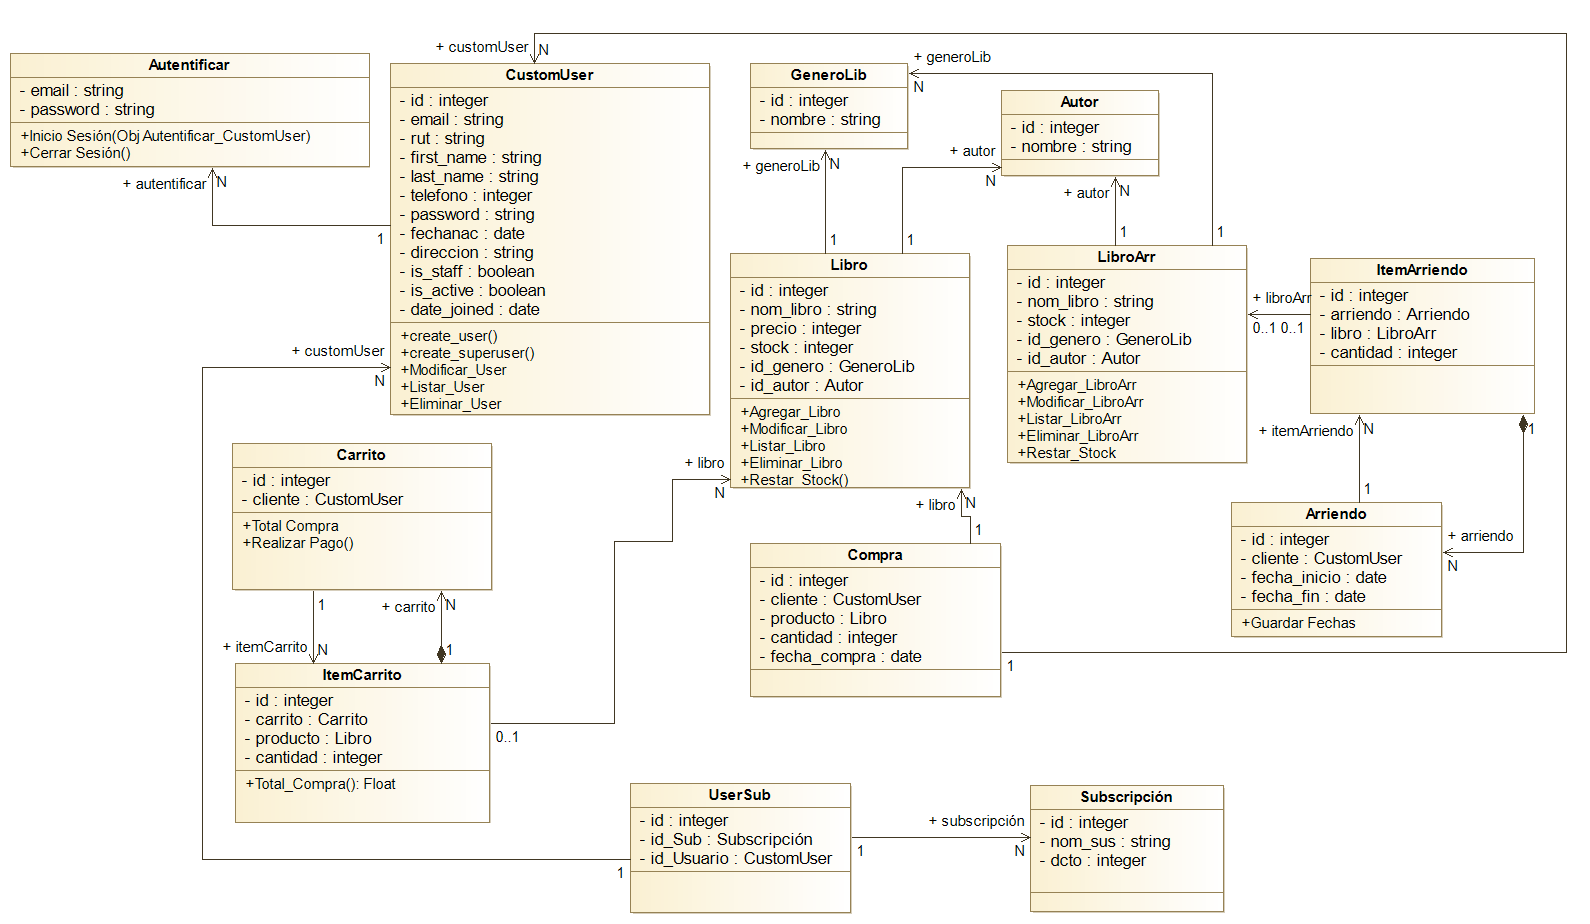 Autentificar
- email : string
- password : string
+Inicio Sesión(Obj Autentificar_CustomUser)
+Cerrar Sesión()
+ autentificar
N
1
+ customUser
N
CustomUser
- id : integer
- email : string
- rut : string
- first_name : string
- last_name : string
- telefono : integer
- password : string
- fechanac : date
- direccion : string
- is_staff : boolean
- is_active : boolean
- date_joined : date
+create_user()
+create_superuser()
+Modificar_User
+Listar_User
+Eliminar_User
+ customUser
N
GeneroLib
- id : integer
- nombre : string
+ generoLib
N
+ generoLib
N
Autor
- id : integer
- nombre : string
+ autor
N
+ autor
N
1
1
1
1
Libro
- id : integer
- nom_libro : string
- precio : integer
- stock : integer
- id_genero : GeneroLib
- id_autor : Autor
+Agregar_Libro
+Modificar_Libro
+Listar_Libro
+Eliminar_Libro
+Restar_Stock()
+ libro
N
+ libro
N
1
LibroArr
- id : integer
- nom_libro : string
- stock : integer
- id_genero : GeneroLib
- id_autor : Autor
+Agregar_LibroArr
+Modificar_LibroArr
+Listar_LibroArr
+Eliminar_LibroArr
+Restar_Stock
+ libroArr
0..1 0..1
ItemArriendo
- id : integer
- arriendo : Arriendo
- libro : LibroArr
- cantidad : integer
+ itemArriendo
N
1
1
Arriendo
- id : integer
- cliente : CustomUser
- fecha_inicio : date
- fecha_fin : date
+Guardar Fechas
+ arriendo
N
Carrito
- id : integer
- cliente : CustomUser
+Total Compra
+Realizar Pago()
1
+ carrito
N
+ itemCarrito
N
1
ItemCarrito
- id : integer
- carrito : Carrito
- producto : Libro
- cantidad : integer
+Total_Compra(): Float
0..1
Compra
- id : integer
- cliente : CustomUser
- producto : Libro
- cantidad : integer
- fecha_compra : date
1
UserSub
- id : integer
- id_Sub : Subscripción
- id_Usuario : CustomUser
1
1
+ subscripción
N
Subscripción
- id : integer
- nom_sus : string
- dcto : integer